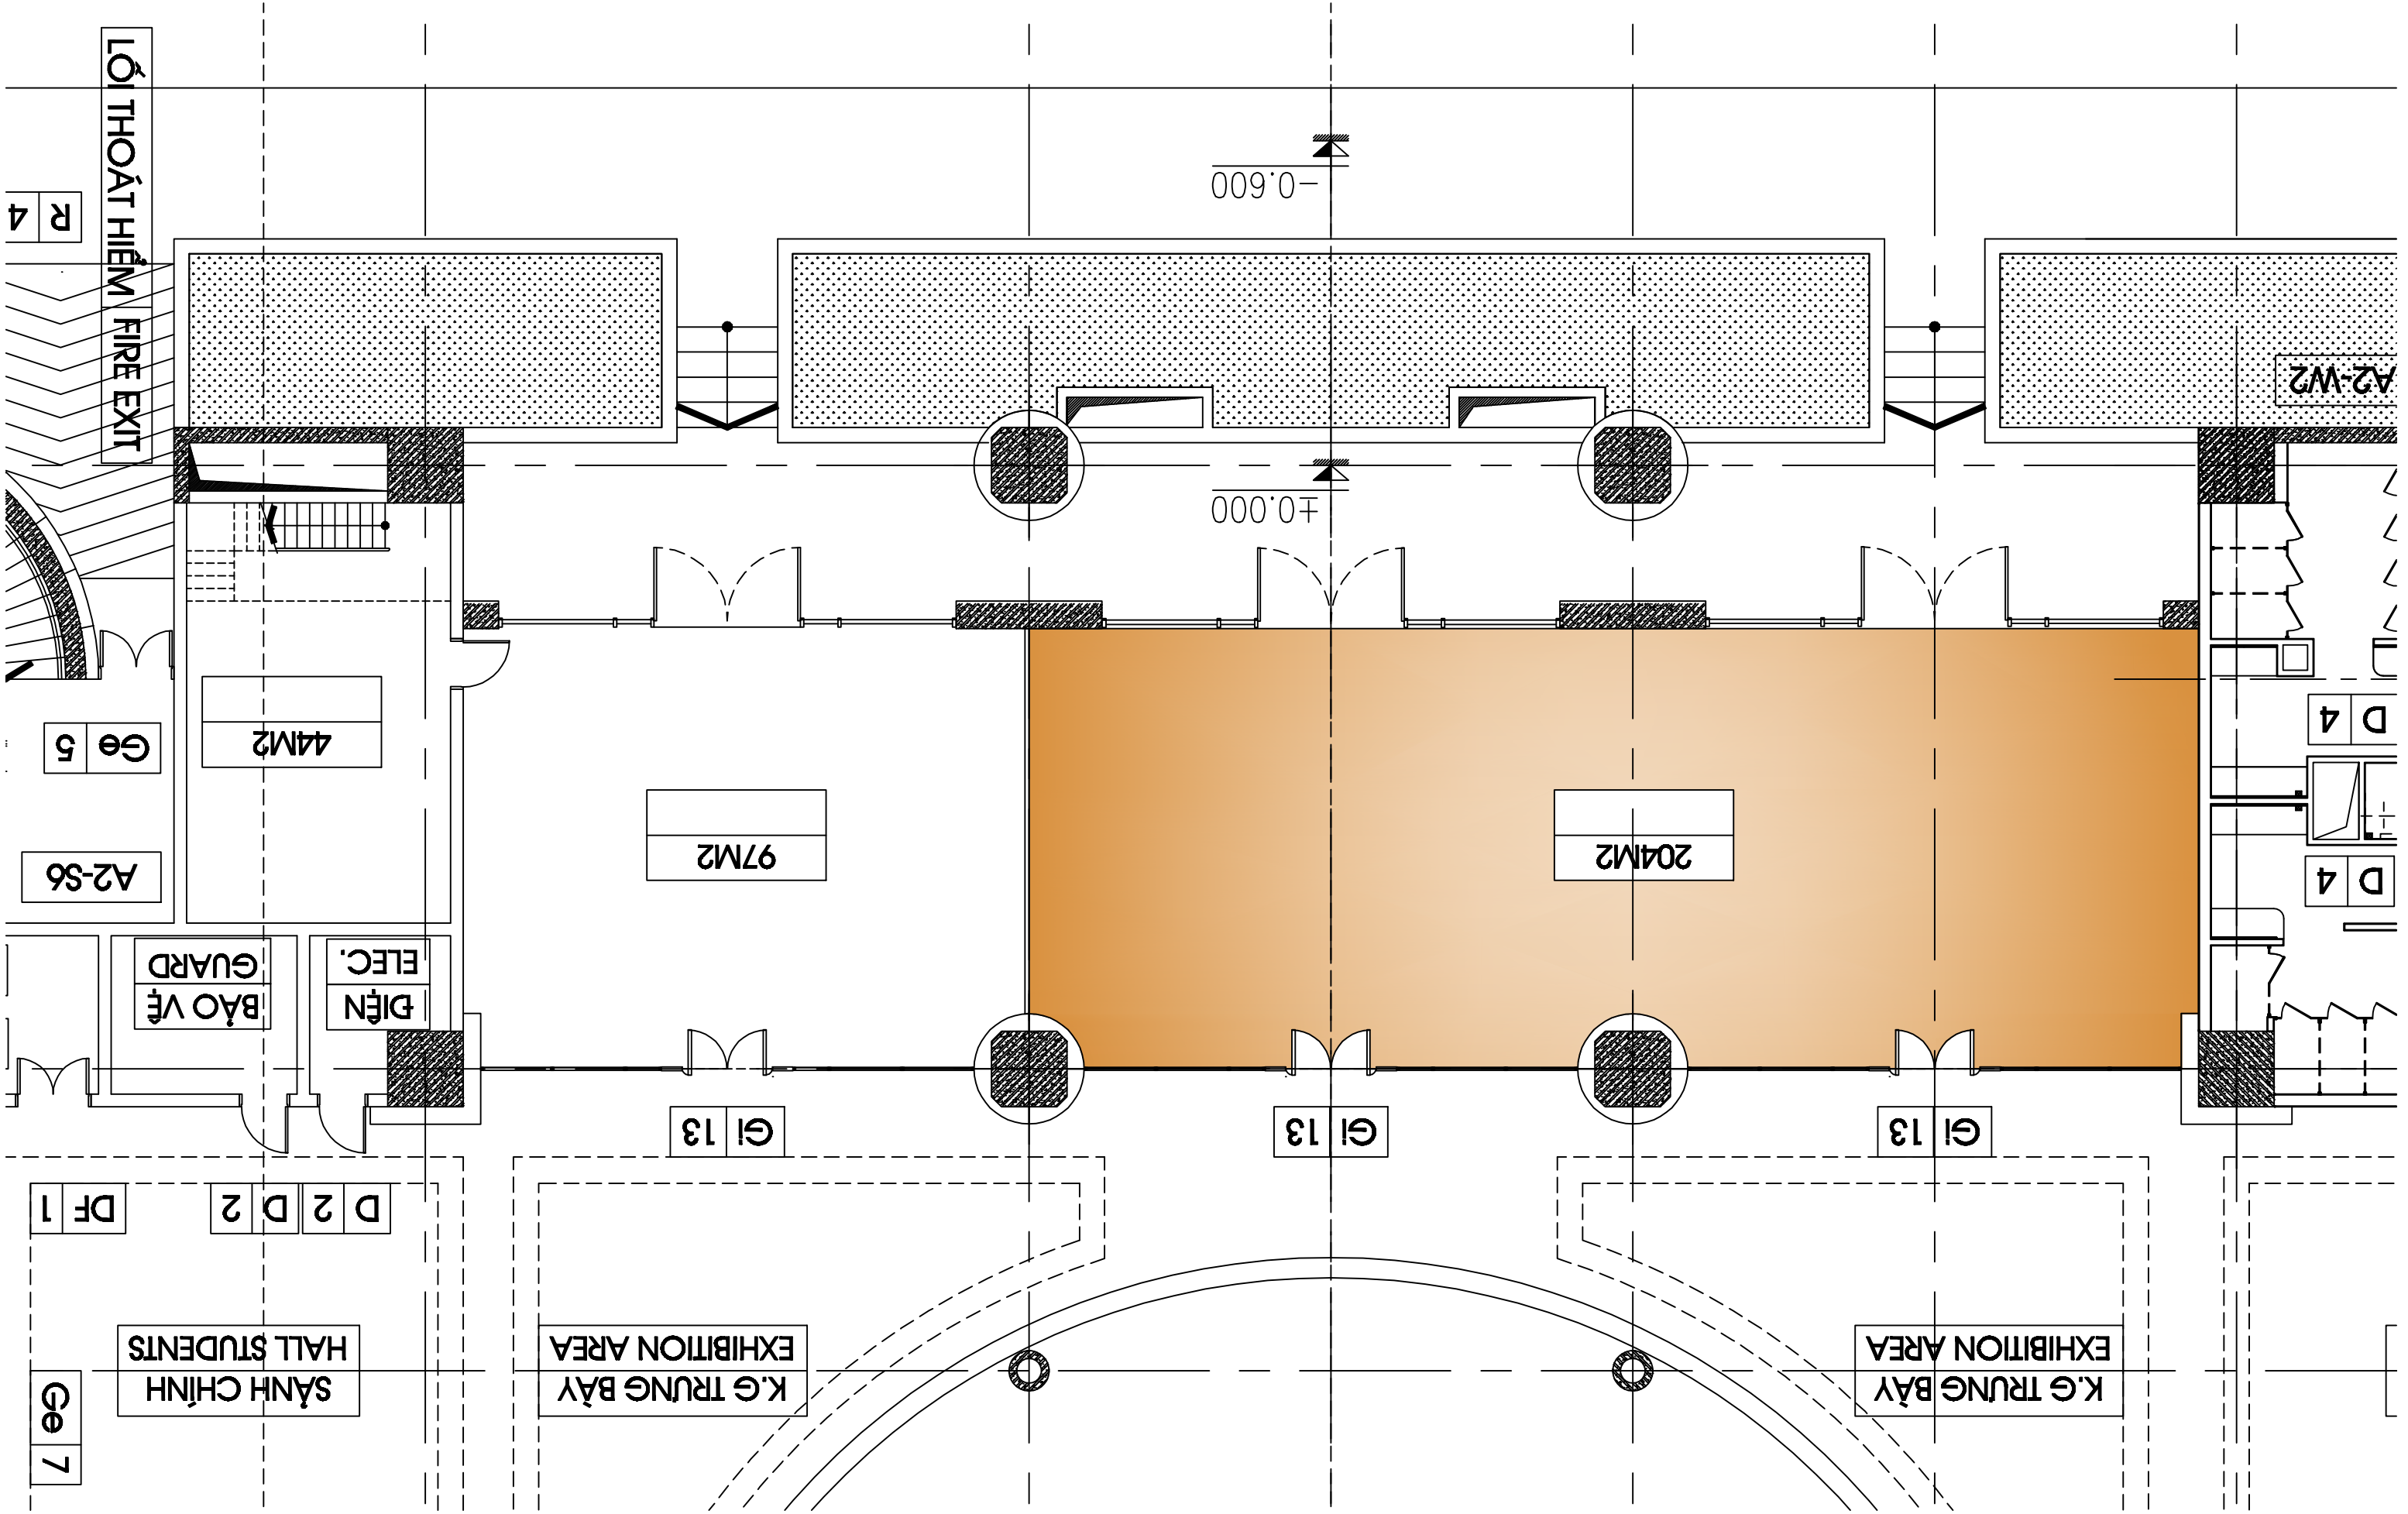 LỐI THOÁT HIỂM FIRE EXIT
-0.600
R 4
A2-W2
±0.000
44M2
Ge 5
D 4
97M2
204M2
A2-S6
D 4
GUARD
BẢO VỆ
ELEC.
ĐIỆN
Gi 13
Gi 13
Gi 13
DF 1
D 2
D 2
HALL STUDENTS
SẢNH CHÍNH
EXHIBITION AREA
K.G TRƯNG BÀY
EXHIBITION AREA
K.G TRƯNG BÀY
Ge 7